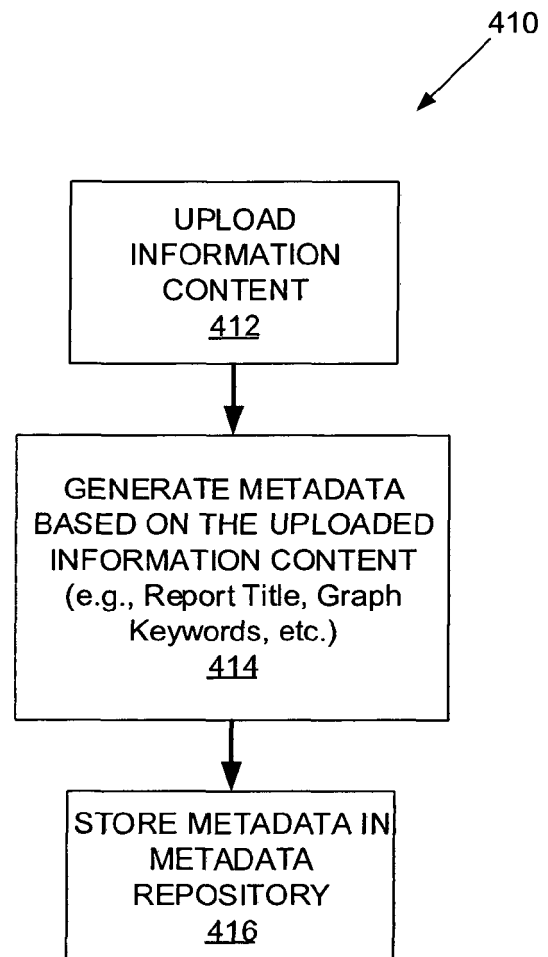 410
UPLOAD
INFORMATION
CONTENT
412
GENERATE METADATA
BASED ON THE UPLOADED
INFORMATION CONTENT
(e.g., Report Title, Graph
Keywords, etc.)
414
STORE METADATA IN
METADATA
REPOSITORY
416